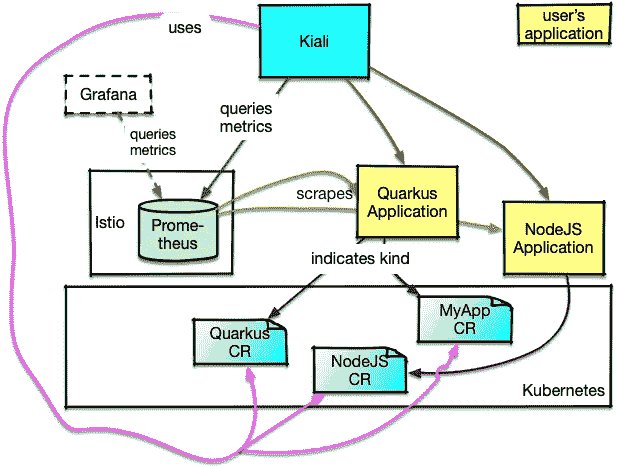 uses
Kiali
user's
application
Grafana
queries
metrics
queries
metrics
Istio
Prome-
theus
scrapes
Quarkus
Application
NodeJS
Application
indicates kind
Quarkus
CR
NodeJS
CR
MyApp
CR
Kubernetes